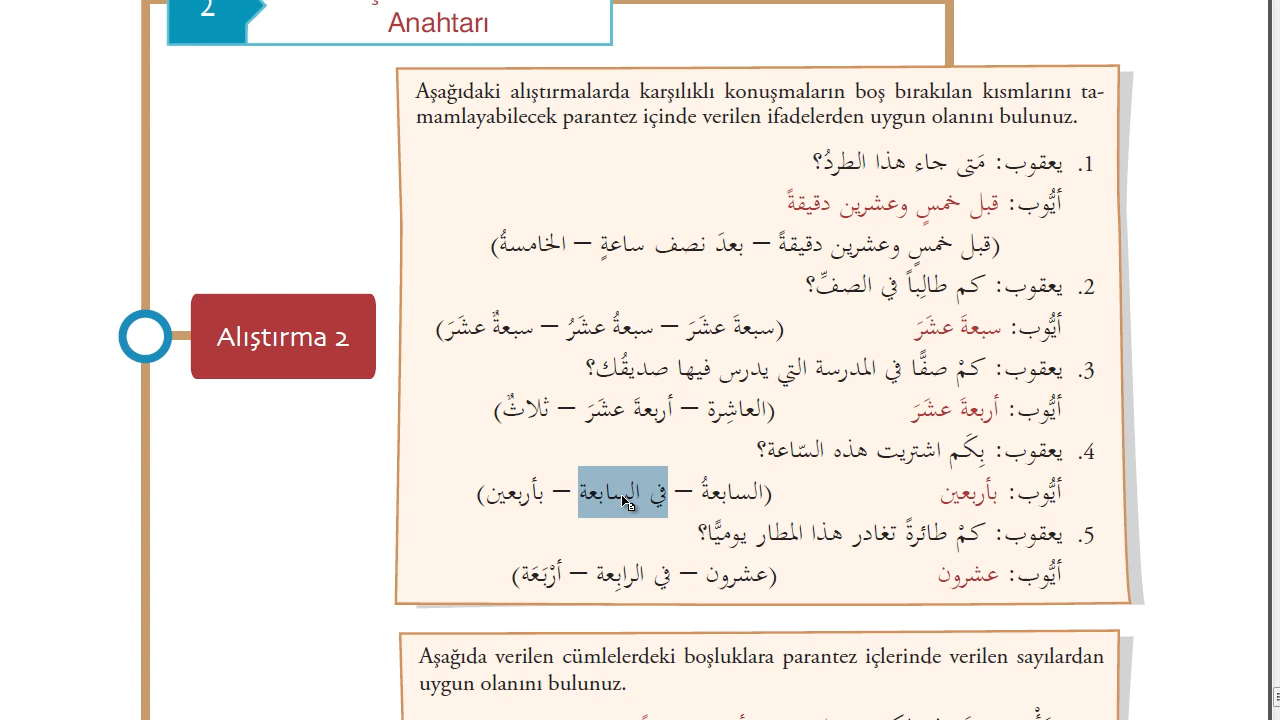 2
Anahtarı
Aşağıdaki alıştırmalarda karşılıklı konuşmaların boş bırakılan kısmlarını ta-
mamlayabilecek parantez içinde verilen ifadelerden uygun olanını bulunuz.
1. يعقوب: مَتى جاء هذا الطردُ؟
أيُّوب: قبل خمسٍ وعشرين دقيقةً
(قبل خمسٍ وعشرين دقيقةً – بعدَ نصف ساعةٍ – الخامسةُ)
2. يعقوب: كم طالِباً في الصفِّ؟
أيُّوب: سبعةَ عشَرَ (سبعةَ عشَرَ – سبعةُ عشَرُ – سبعةٌ عشَرَ)
3. يعقوب: كمْ صفًّا في المدرسة التي يدرس فيها صديقُك؟
أيُّوب: أربعةَ عشَرَ (العاشِرة – أربعةَ عشَرَ – ثلاثٌ)
4. يعقوب: بِكَم اشتريت هذه السّاعة؟
أيُّوب: بأربعين (السابعةُ – في السابعة – بأربعين)
5. يعقوب: كمْ طائرةً تغادر هذا المطار يوميًّا؟
أيُّوب: عشرون (عشرون – في الرابِعة – أرْبَعَة)
Alıştırma 2
Aşağıda verilen cümlelerdeki boşluklara parantez içlerinde verilen sayılardan
uygun olanını bulunuz.